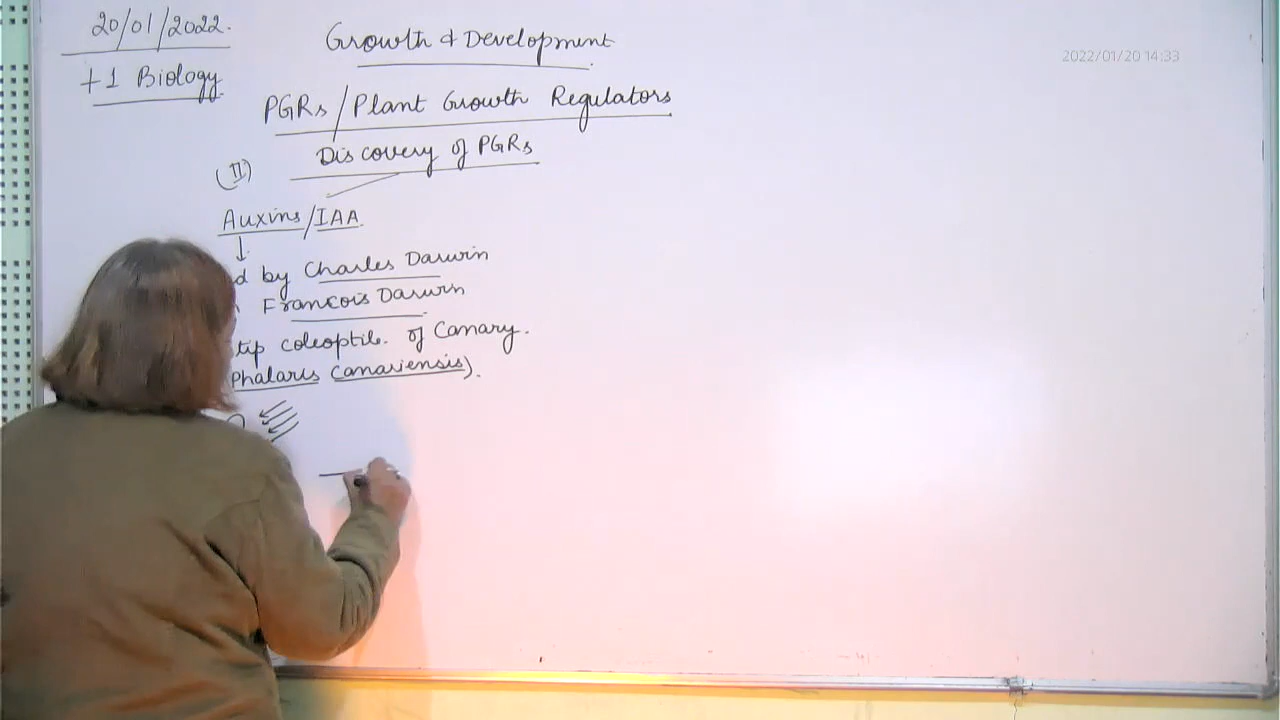 20/01/2022.
+1 Biology
Growth & Development
2022/01/20 14:33
PGRs/Plant Growth Regulators
Discovery of PGRs
(II)
Auxins/IAA
d by Charles Darwin
Francois Darwin
tip coleoptile. of Canary.
Phalaris Canariensis).